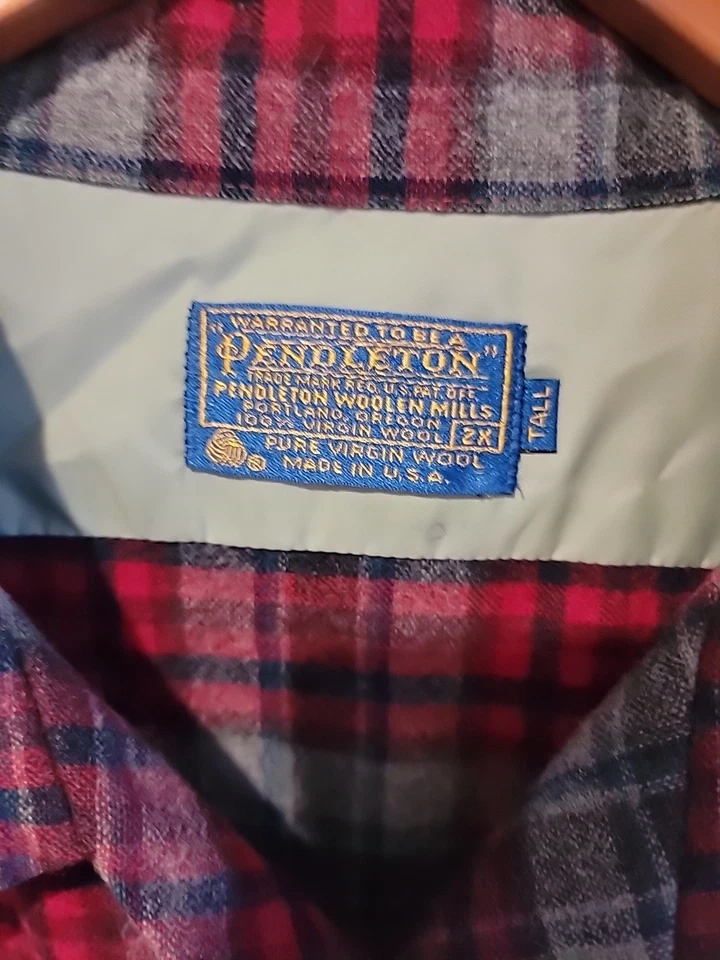 WARRANTED TO BE A
"PENDLETON"
TRADE MARK REG. U.S. PAT. OFF.
PENDLETON WOOLEN MILLS
PORTLAND, OREGON
100% VIRGIN WOOL 2X
TALL
® PURE VIRGIN WOOL
MADE IN U.S.A.